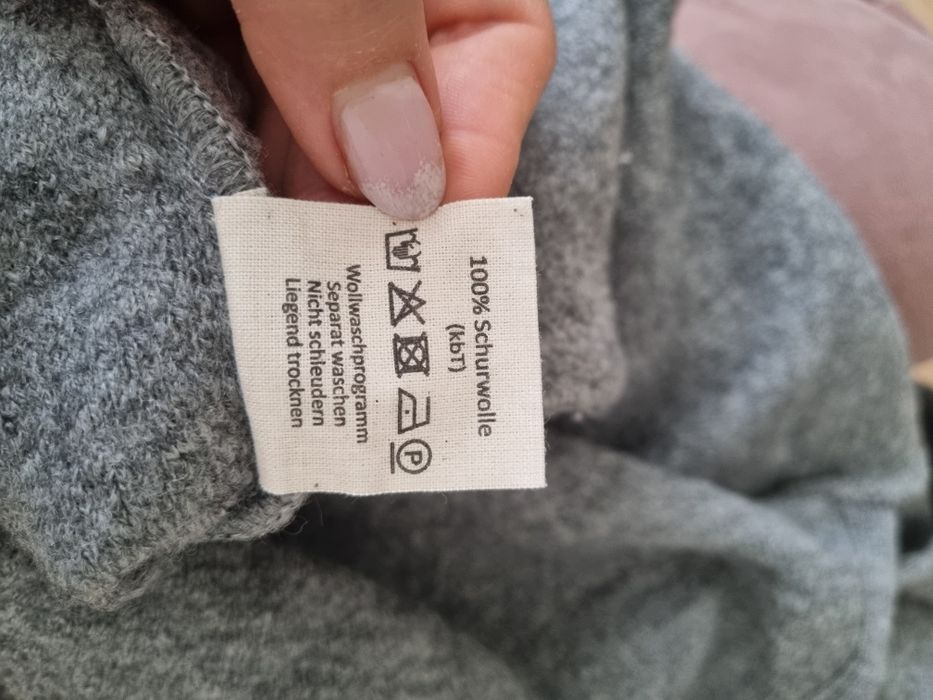 100% Schurwolle
(kbT)
P
Wollwaschprogramm
Separat waschen
Nicht schleudern
Liegend trocknen